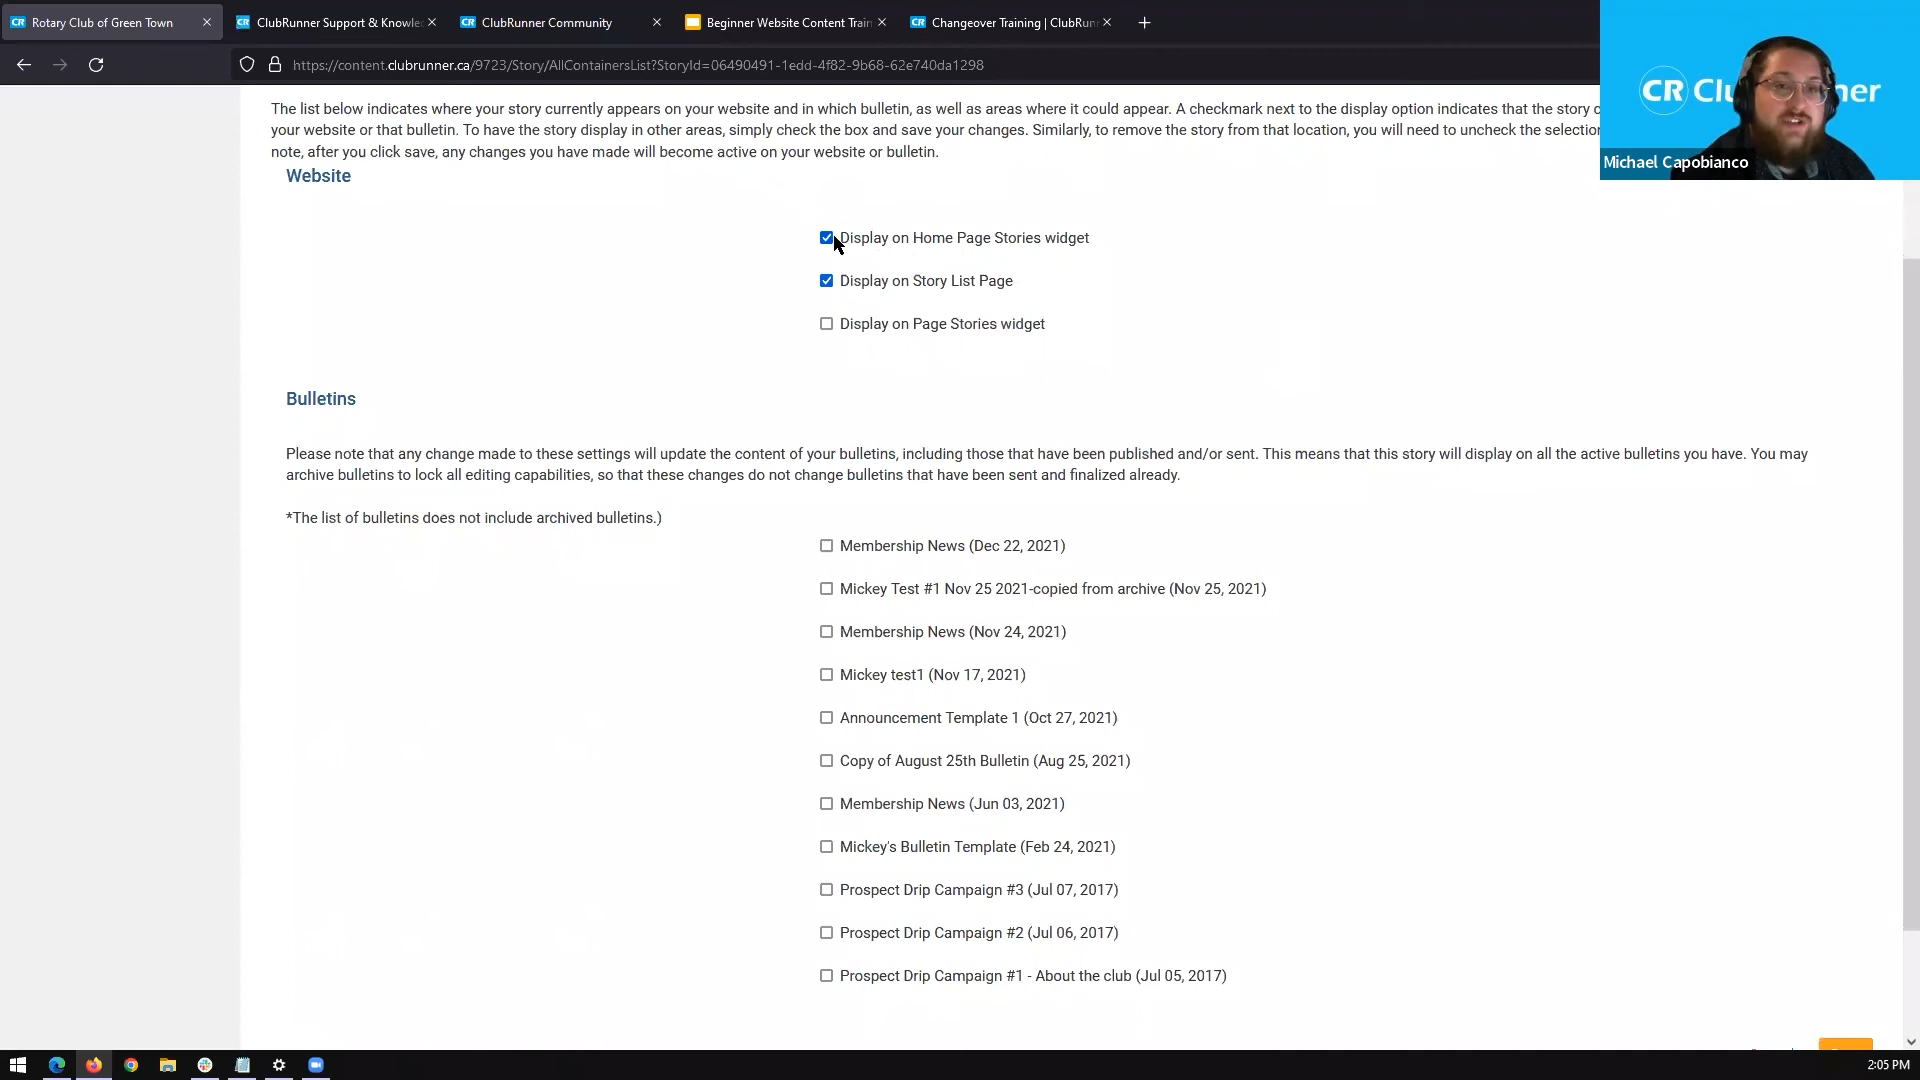 Rotary Club of Green Town
ClubRunner Support & Knowle
ClubRunner Community
Beginner Website Content Train
Changeover Training | ClubRun
https://content.clubrunner.ca/9723/Story/AllContainersList?StoryId=06490491-1edd-4f82-9b68-62e740da1298
Michael Capobianco
The list below indicates where your story currently appears on your website and in which bulletin, as well as areas where it could appear. A checkmark next to the display option indicates that the story
your website or that bulletin. To have the story display in other areas, simply check the box and save your changes. Similarly, to remove the story from that location, you will need to uncheck the selection
note, after you click save, any changes you have made will become active on your website or bulletin.
Website
Display on Home Page Stories widget
Display on Story List Page
Display on Page Stories widget
Bulletins
Please note that any change made to these settings will update the content of your bulletins, including those that have been published and/or sent. This means that this story will display on all the active bulletins you have. You may
archive bulletins to lock all editing capabilities, so that these changes do not change bulletins that have been sent and finalized already.
*The list of bulletins does not include archived bulletins.)
Membership News (Dec 22, 2021)
Mickey Test #1 Nov 25 2021-copied from archive (Nov 25, 2021)
Membership News (Nov 24, 2021)
Mickey test1 (Nov 17, 2021)
Announcement Template 1 (Oct 27, 2021)
Copy of August 25th Bulletin (Aug 25, 2021)
Membership News (Jun 03, 2021)
Mickey's Bulletin Template (Feb 24, 2021)
Prospect Drip Campaign #3 (Jul 07, 2017)
Prospect Drip Campaign #2 (Jul 06, 2017)
Prospect Drip Campaign #1 - About the club (Jul 05, 2017)
2:05 PM